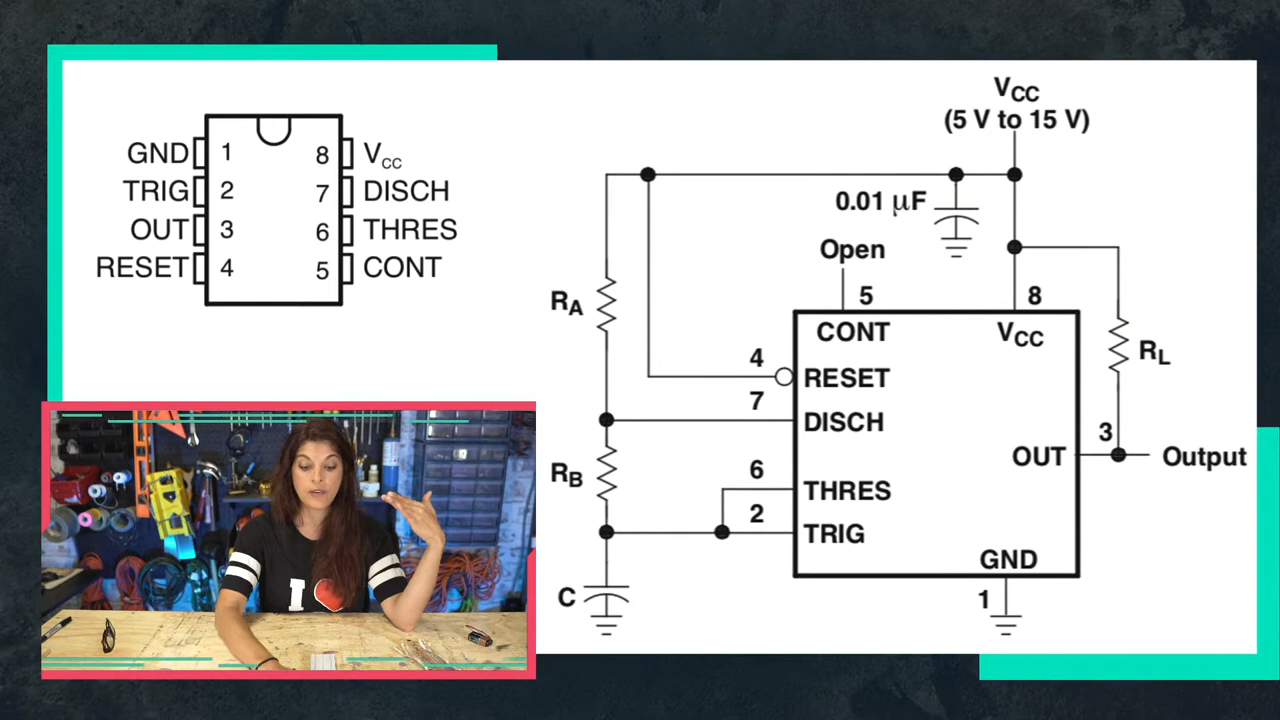 GND 1 8 VCC
TRIG 2 7 DISCH
OUT 3 6 THRES
RESET 4 5 CONT
VCC
(5 V to 15 V)
0.01 µF
Open
5
8
RA
CONT
VCC
4
RESET
RL
7
DISCH
3
OUT
Output
RB
6
THRES
2
TRIG
GND
C
1
I